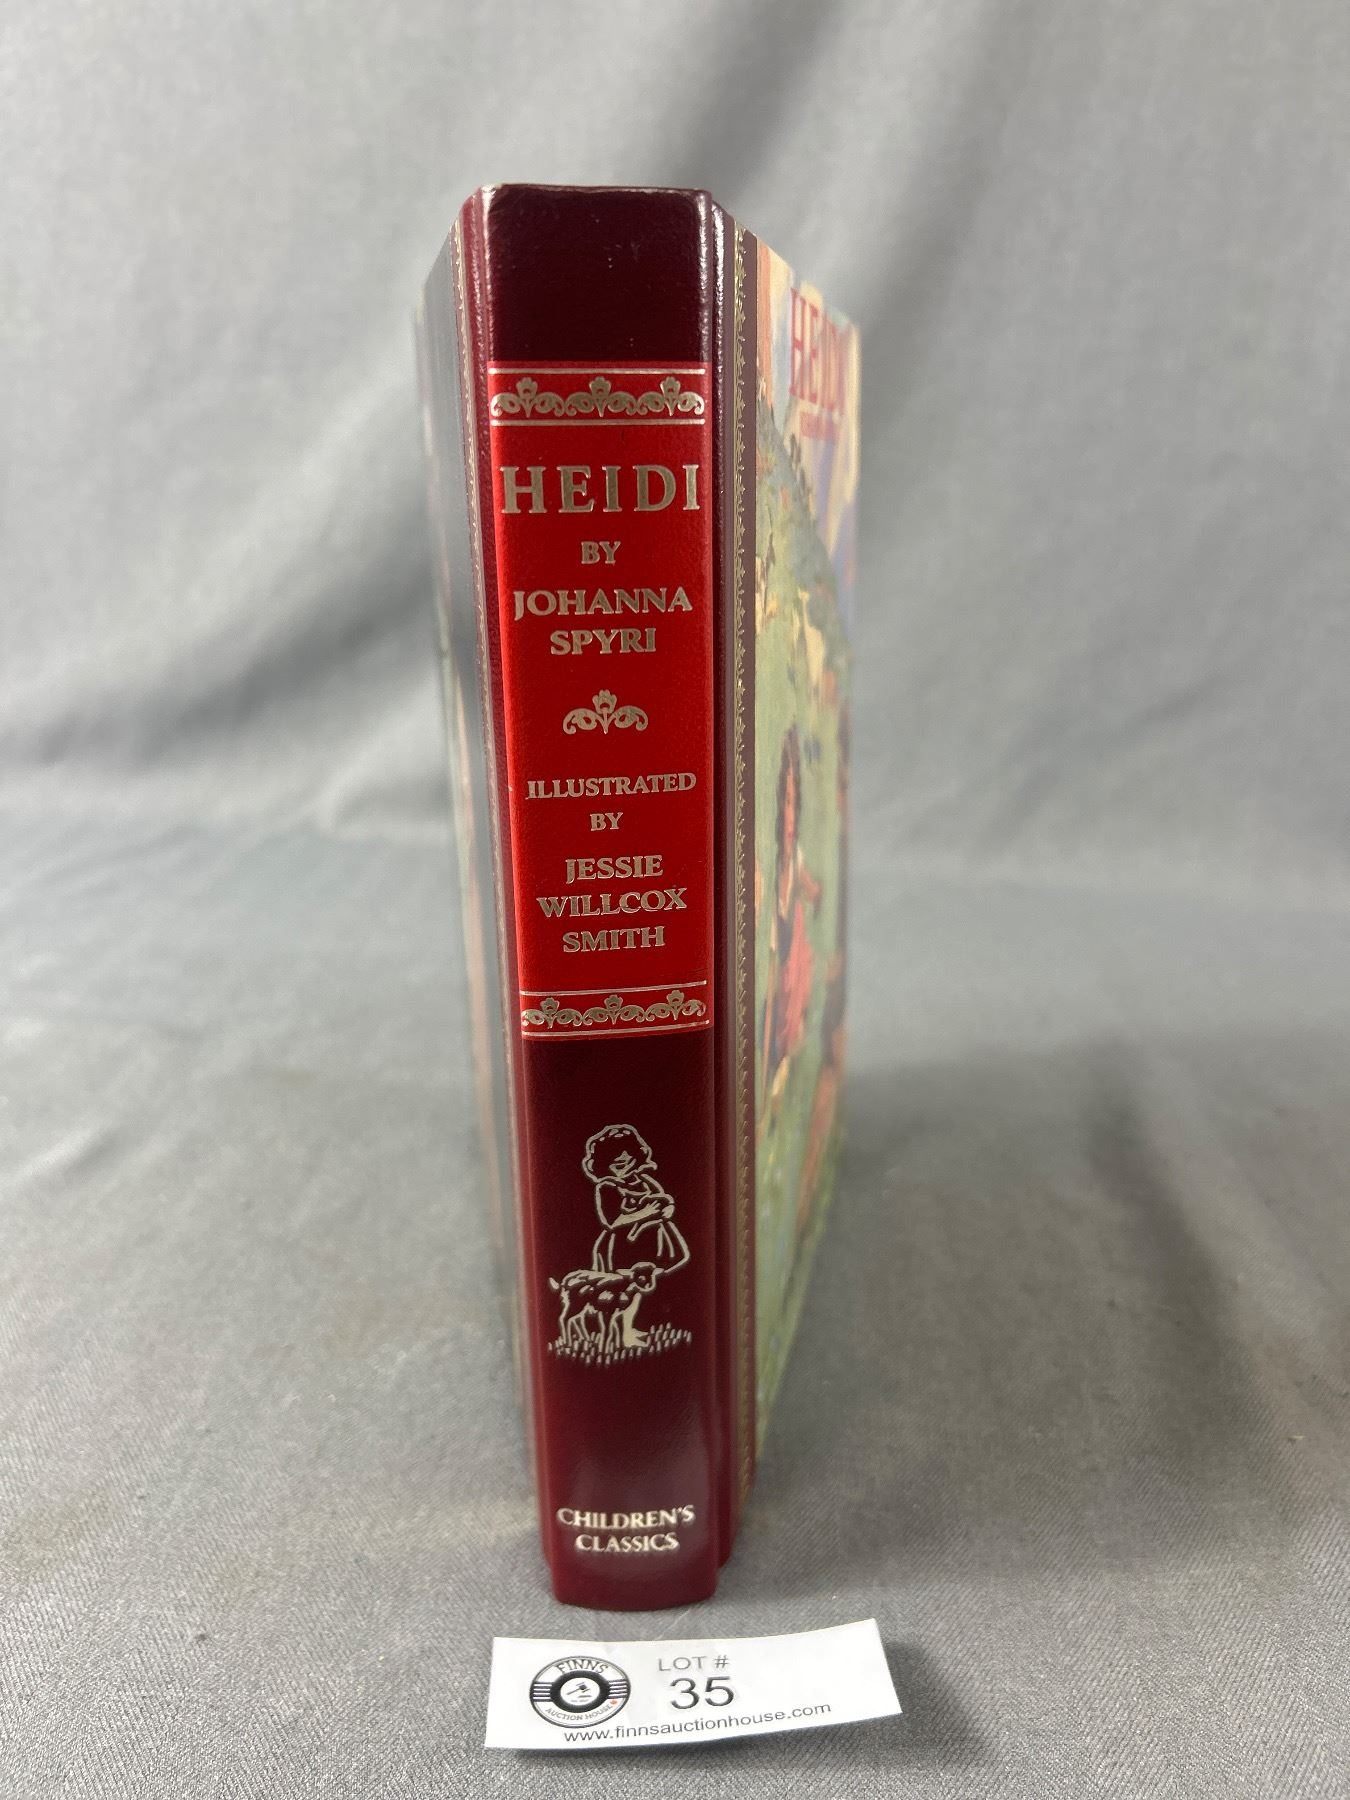 HEIDI
BY
JOHANNA
SPYRI
ILLUSTRATED
BY
JESSIE
WILLCOX
SMITH
CHILDREN'S
CLASSICS
HEIDI
FINNS
AUCTION HOUSE
LOT #
35
www.finnsauctionhouse.com